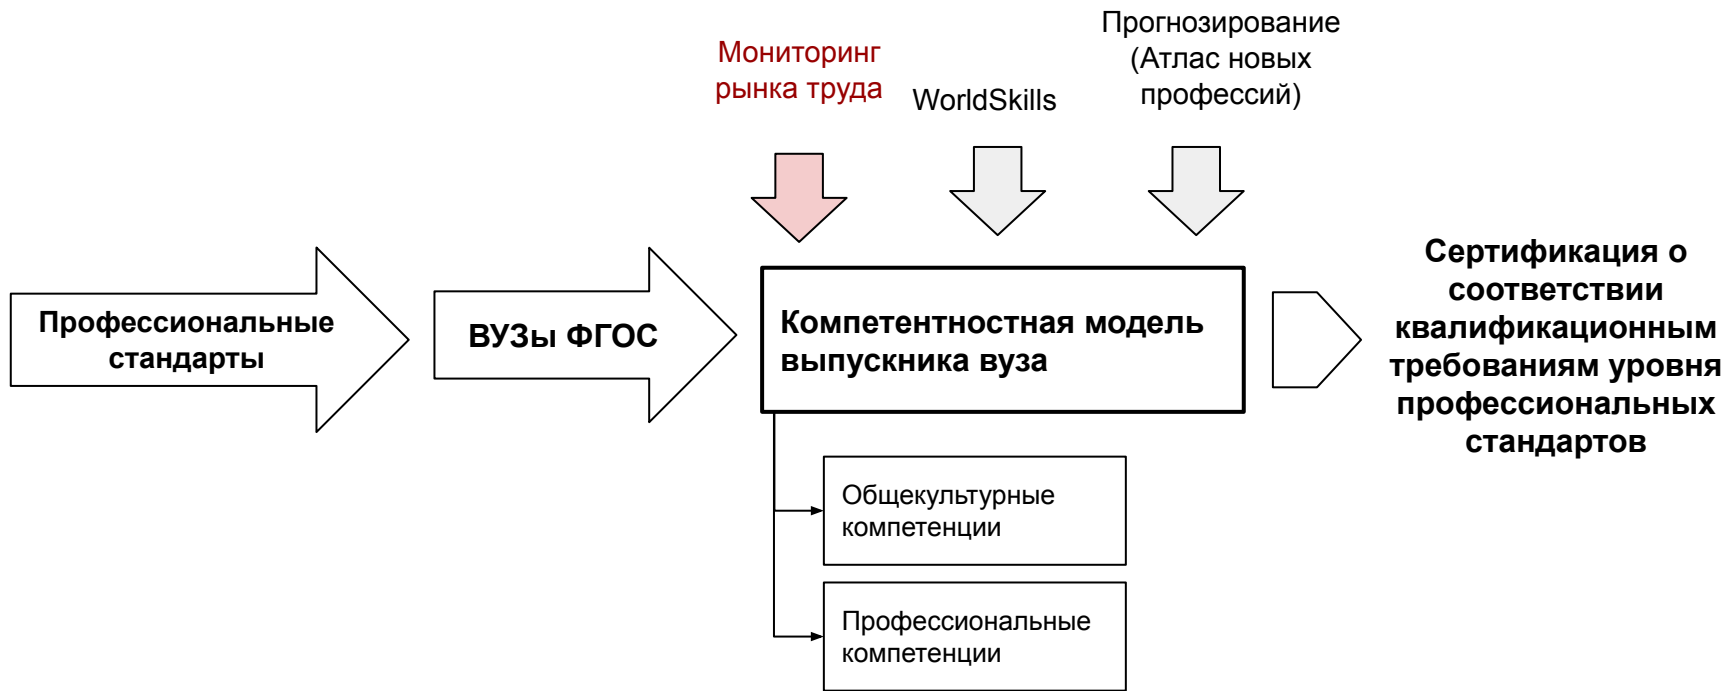 Мониторинг
рынка труда
WorldSkills
Прогнозирование
(Атлас новых
профессий)
Профессиональные
стандарты
ВУЗы ФГОС
Компетентностная модель
выпускника вуза
Сертификация о
соответствии
квалификационным
требованиям уровня
профессиональных
стандартов
Общекультурные
компетенции
Профессиональные
компетенции